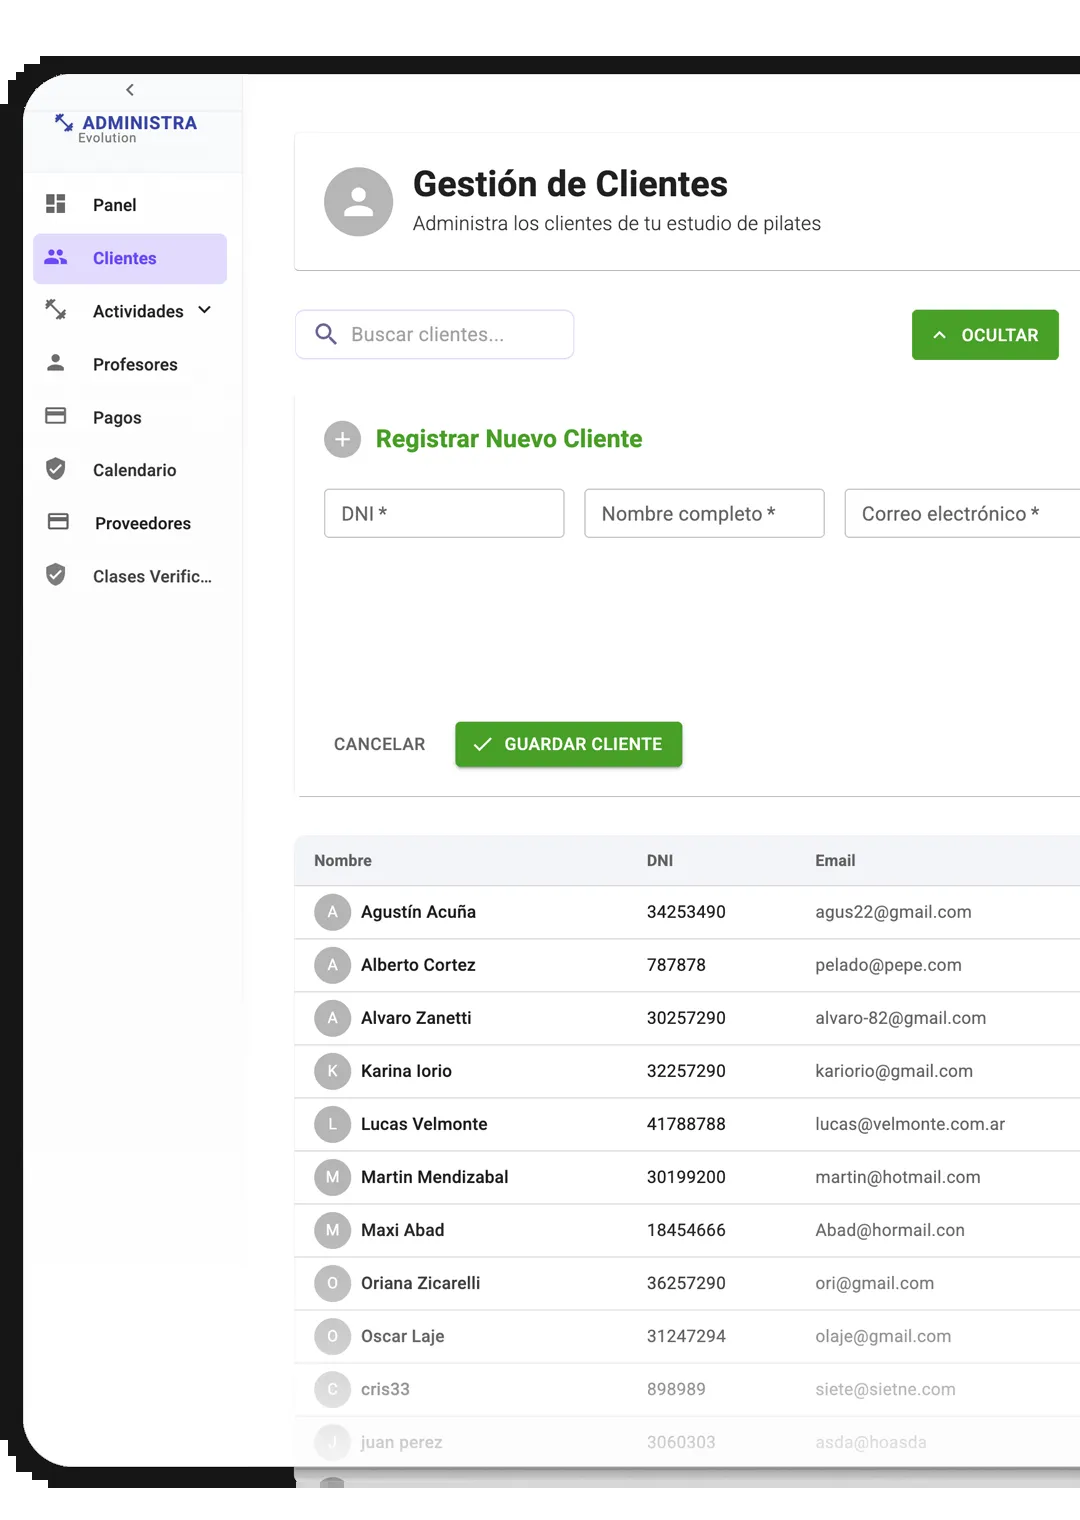 ADMINISTRA
Evolution
Panel
Clientes
Actividades
Profesores
Pagos
Calendario
Proveedores
Clases Verific...
Gestión de Clientes
Administra los clientes de tu estudio de pilates
Buscar clientes...
OCULTAR
+ Registrar Nuevo Cliente
DNI * Nombre completo * Correo electrónico *
CANCELAR GUARDAR CLIENTE
Nombre DNI Email
A Agustín Acuña 34253490 agus22@gmail.com
A Alberto Cortez 787878 pelado@pepe.com
A Alvaro Zanetti 30257290 alvaro-82@gmail.com
K Karina Iorio 32257290 kariorio@gmail.com
L Lucas Velmonte 41788788 lucas@velmonte.com.ar
M Martin Mendizabal 30199200 martin@hotmail.com
M Maxi Abad 18454666 Abad@hormail.con
O Oriana Zicarelli 36257290 ori@gmail.com
O Oscar Laje 31247294 olaje@gmail.com
C cris33 898989 siete@sietne.com
J juan perez 3060303 asda@hoasda